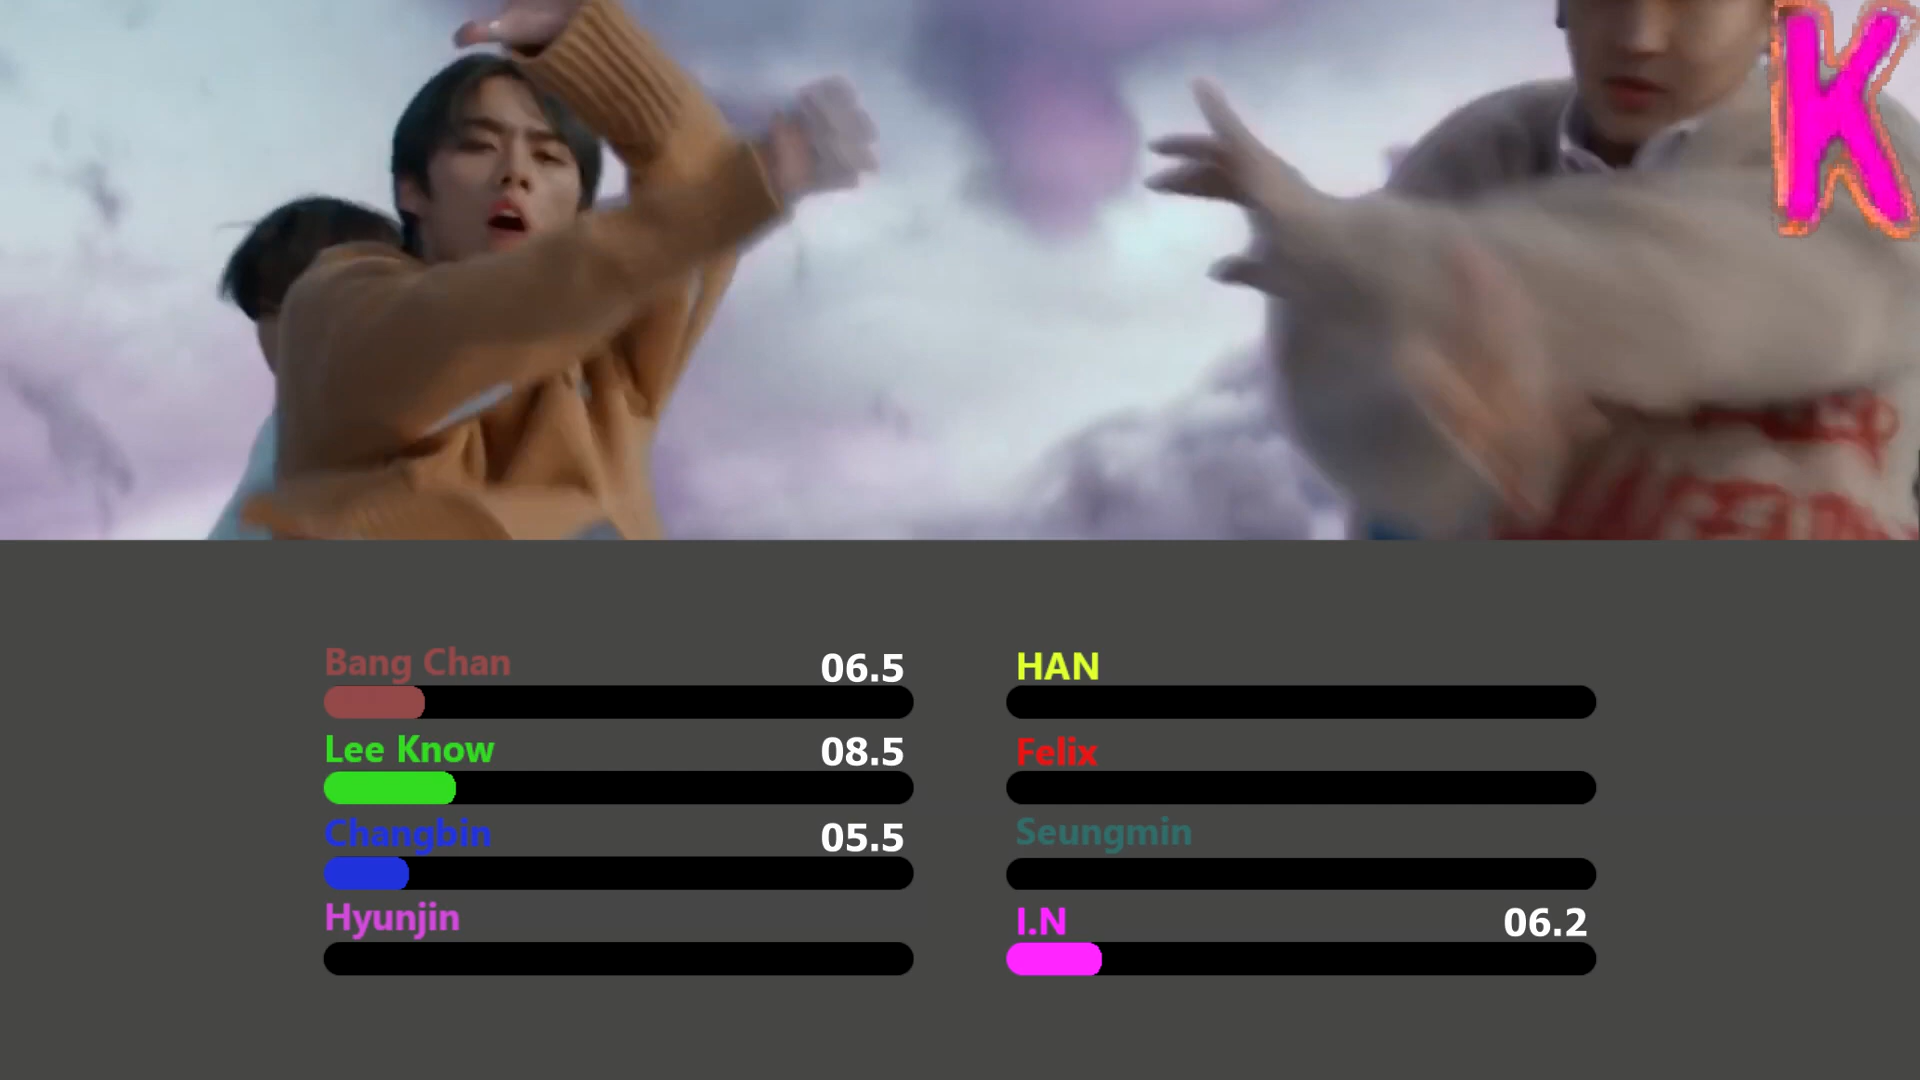 K
Bang Chan 06.5
Lee Know 08.5
Changbin 05.5
Hyunjin
HAN
Felix
Seungmin
I.N 06.2